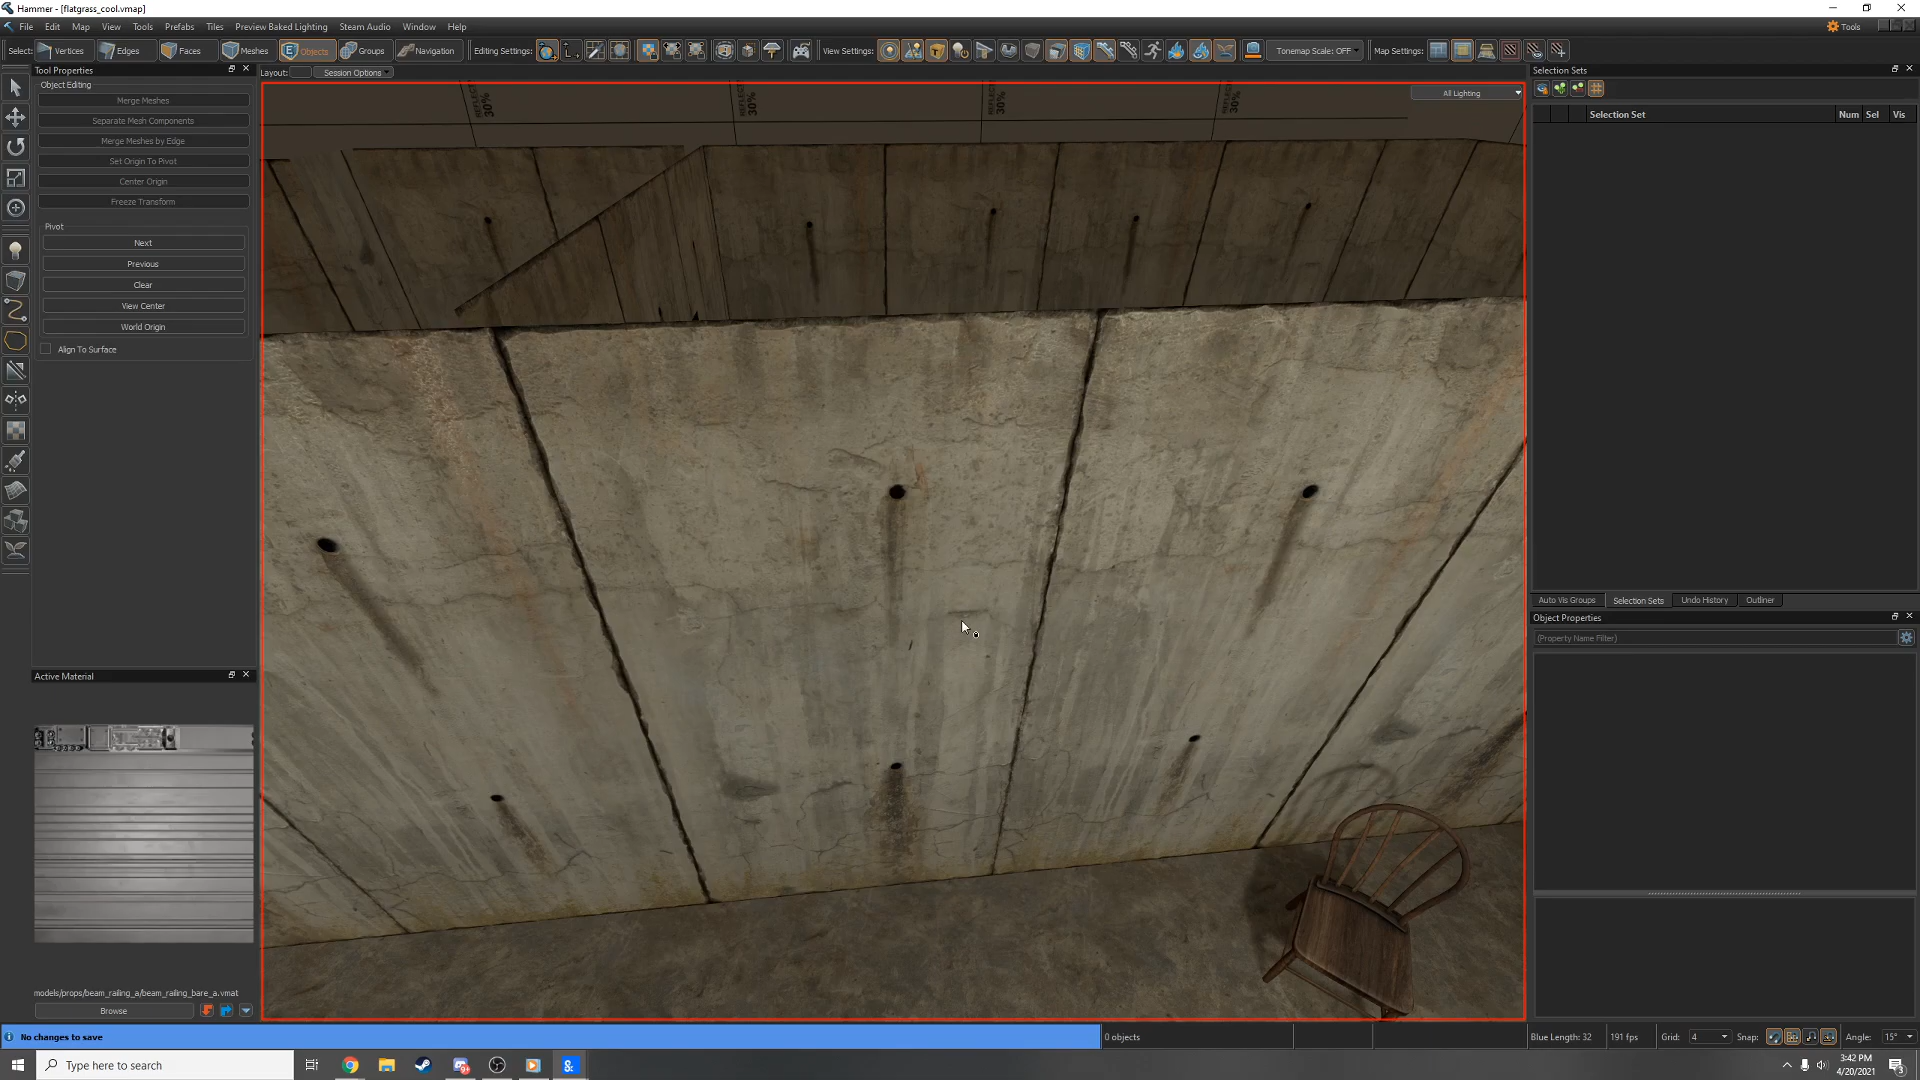 Hammer - [flatgrass_cool.vmap]
File Edit Map View Tools Prefabs Tiles Preview Baked Lighting Steam Audio Window Help Tools
Select: Vertices Edges Faces Meshes Objects Groups Navigation Editing Settings: View Settings: Tonemap Scale: OFF Map Settings:
Tool Properties
Layout: Session Options
Selection Sets
Object Editing
Merge Meshes
Separate Mesh Components
Merge Meshes by Edge
Set Origin To Pivot
Center Origin
Freeze Transform
Pivot
Next
Previous
Clear
View Center
World Origin
Align To Surface
All Lighting
30%
30%
30%
30%
Selection Set Num Sel Vis
Auto Vis Groups Selection Sets Undo History Outliner
Object Properties
(Property Name Filter)
Active Material
models/props/beam_railing_a/beam_railing_bare_a.vmat
Browse
No changes to save
0 objects
Blue Length: 32 191 fps Grid: 4 Snap: Angle: 15°
Type here to search
3:42 PM
4/20/2021